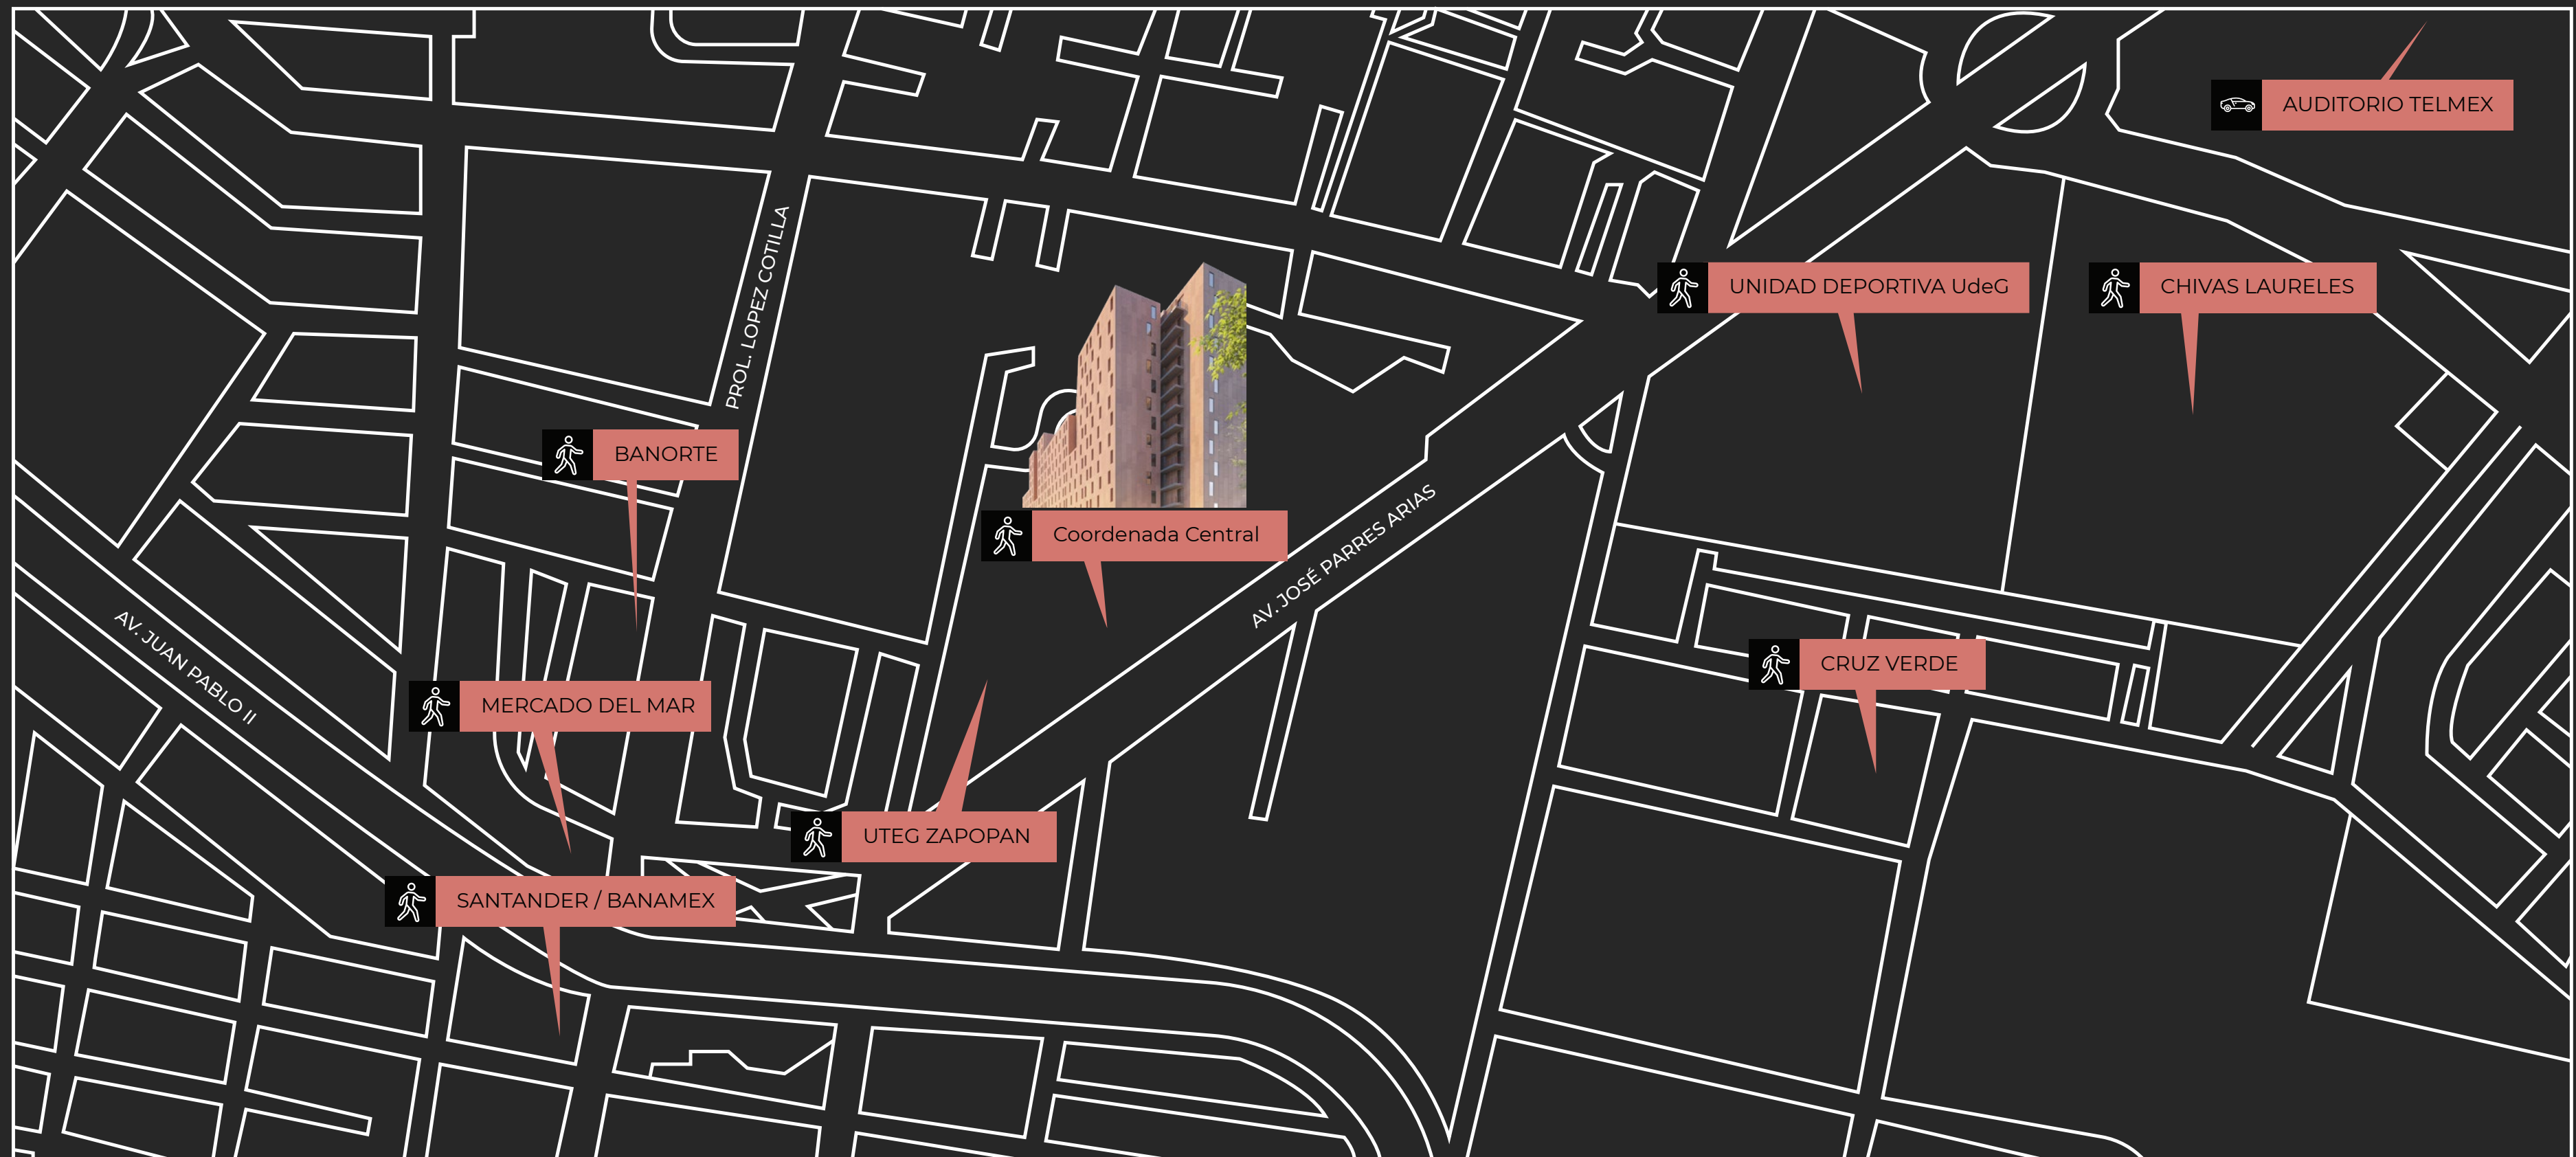 AUDITORIO TELMEX
UNIDAD DEPORTIVA UdeG
CHIVAS LAURELES
PROL. LOPEZ COTILLA
BANORTE
Coordenada Central
AV. JOSÉ PARRES ARIAS
AV. JUAN PABLO II
CRUZ VERDE
MERCADO DEL MAR
UTEG ZAPOPAN
SANTANDER / BANAMEX